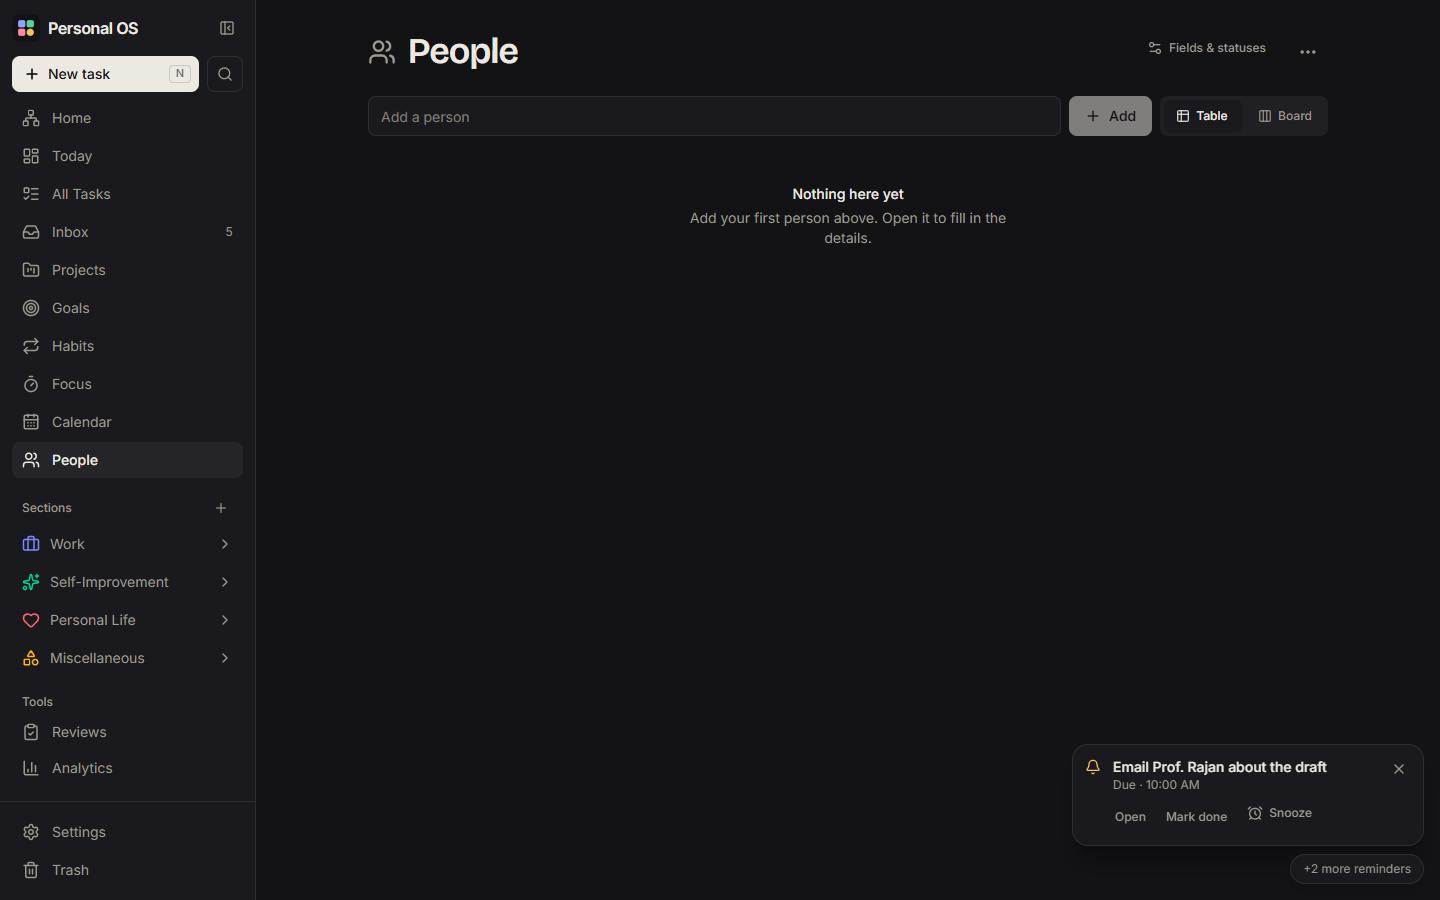 Personal OS
New task
N
Home
Today
All Tasks
Inbox
5
Projects
Goals
Habits
Focus
Calendar
People
Sections
Work
Self-Improvement
Personal Life
Miscellaneous
Tools
Reviews
Analytics
Settings
Trash
People
Fields & statuses
Add a person
Add
Table
Board
Nothing here yet
Add your first person above. Open it to fill in the
details.
Email Prof. Rajan about the draft
Due · 10:00 AM
Open
Mark done
Snooze
+2 more reminders